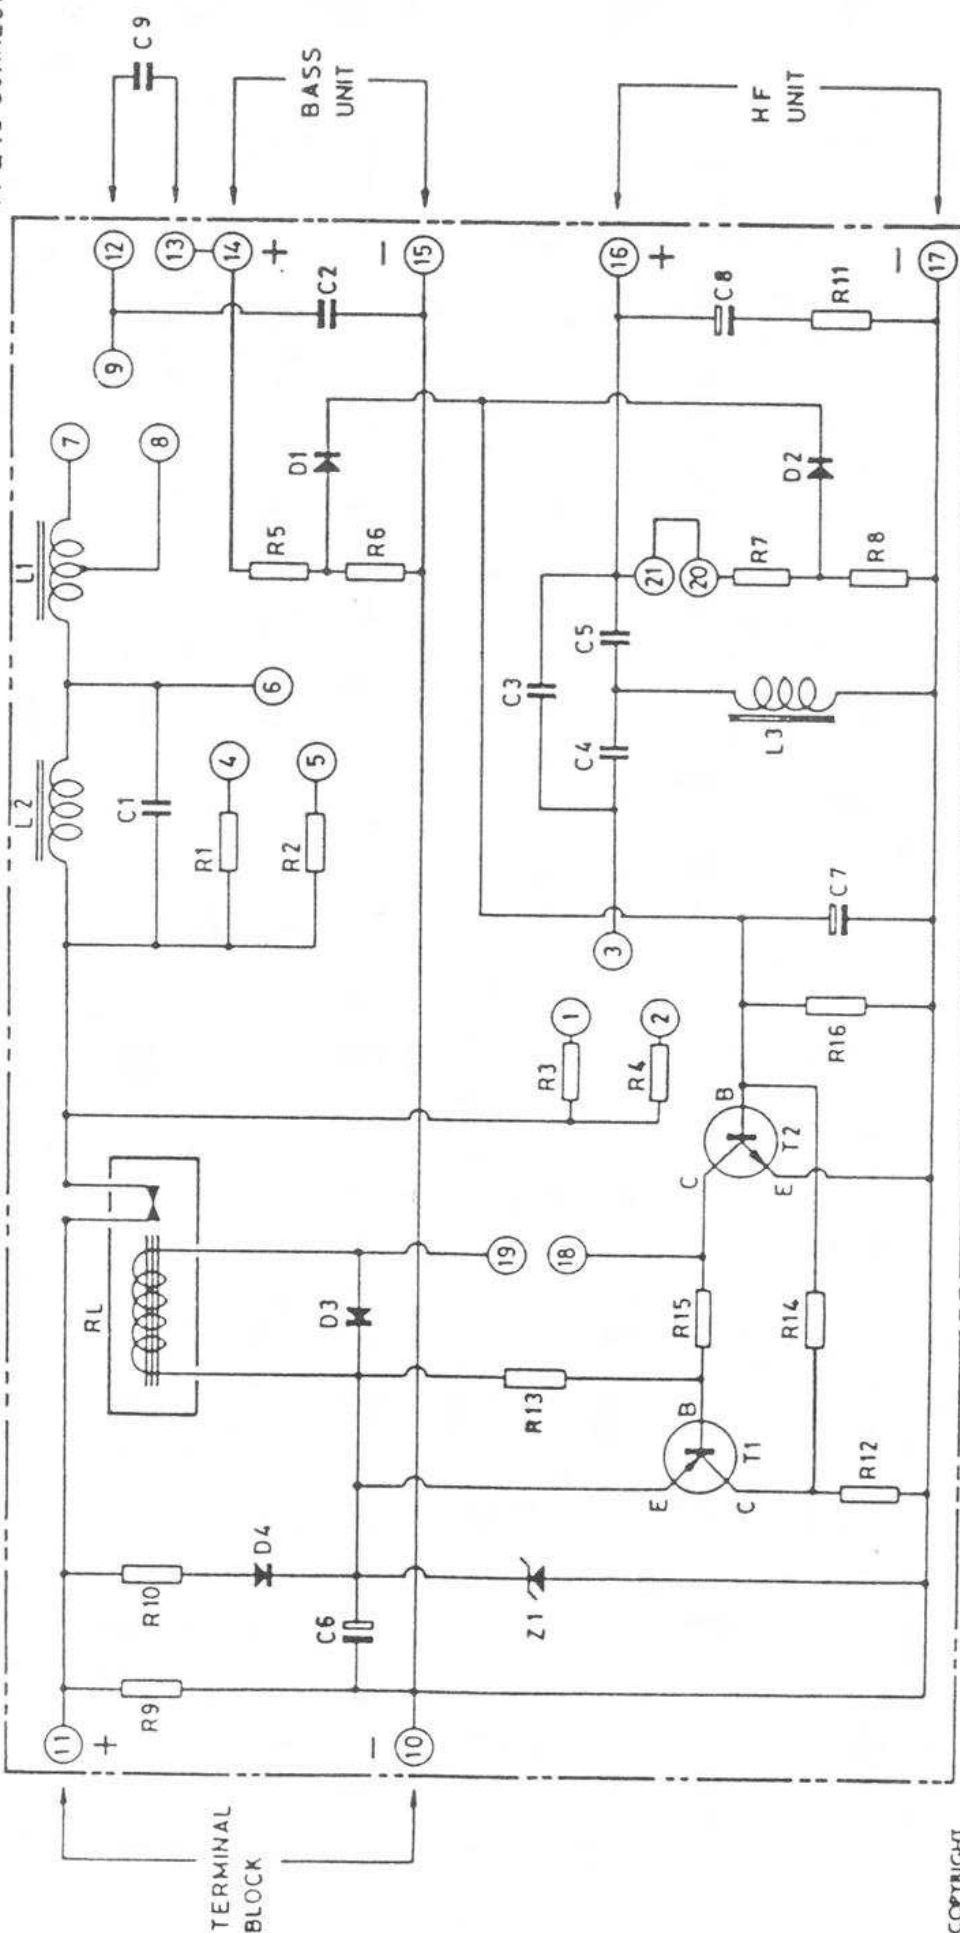 C9
BASS
UNIT
HF
UNIT
12
13
14
+
−
15
16
+
−
17
9
C2
C8
R11
7
8
L1
D1
D2
R5
R6
21
20
R7
R8
C3
C5
C4
L3
6
L2
C1
4
5
R1
R2
3
C7
R16
1
2
R3
R4
B
T2
C
E
RL
19
18
D3
R15
R14
R13
B
T1
E
C
R12
D4
R10
C6
Z1
R9
11
+
−
10
TERMINAL
BLOCK
COPYRIGHT